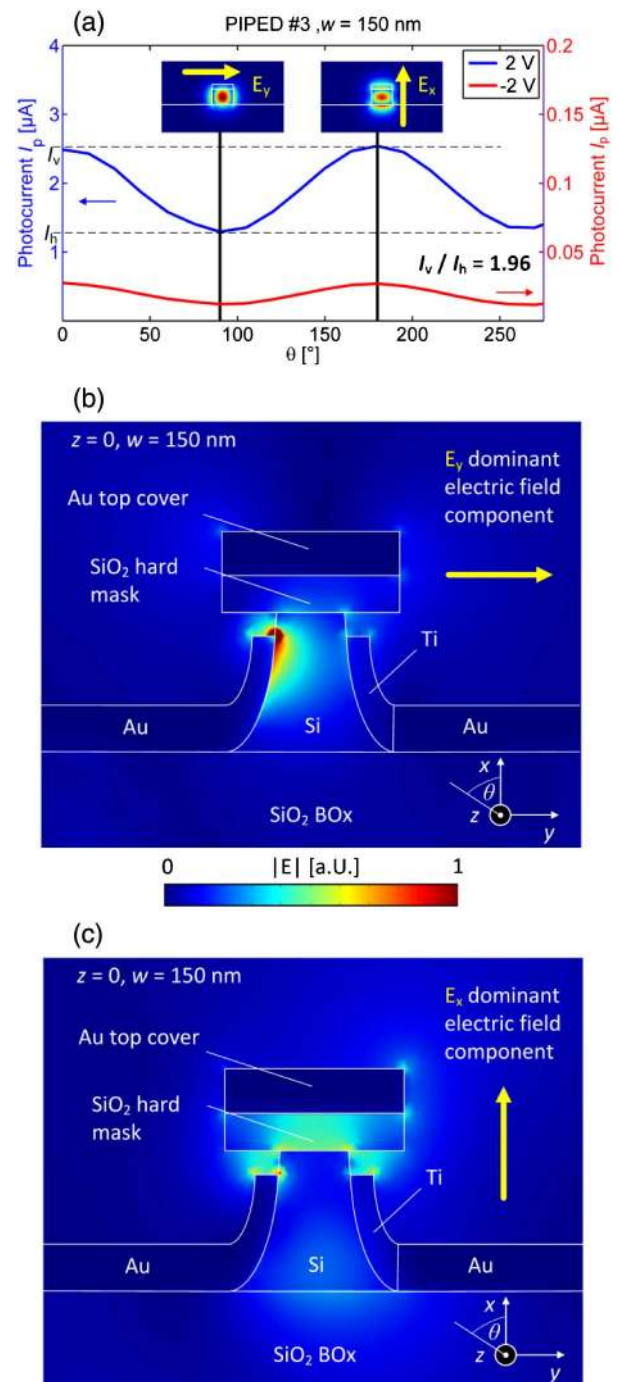 (a)
PIPED #3 ,w = 150 nm
4
3
2
1
Photocurrent Ip [µA]
Iv
Ih
Ey
Ex
2 V
-2 V
0.2
0.15
0.1
0.05
0
Photocurrent Ip [µA]
Iv / Ih = 1.96
0 50 100 150 200 250
θ [°]
(b)
z = 0, w = 150 nm
Ey dominant
electric field
component
Au top cover
SiO2 hard
mask
Ti
Au
Si
Au
SiO2 BOx
x
θ
z
y
0 |E| [a.U.] 1
(c)
z = 0, w = 150 nm
Ex dominant
electric field
component
Au top cover
SiO2 hard
mask
Ti
Au
Si
Au
SiO2 BOx
x
θ
z
y